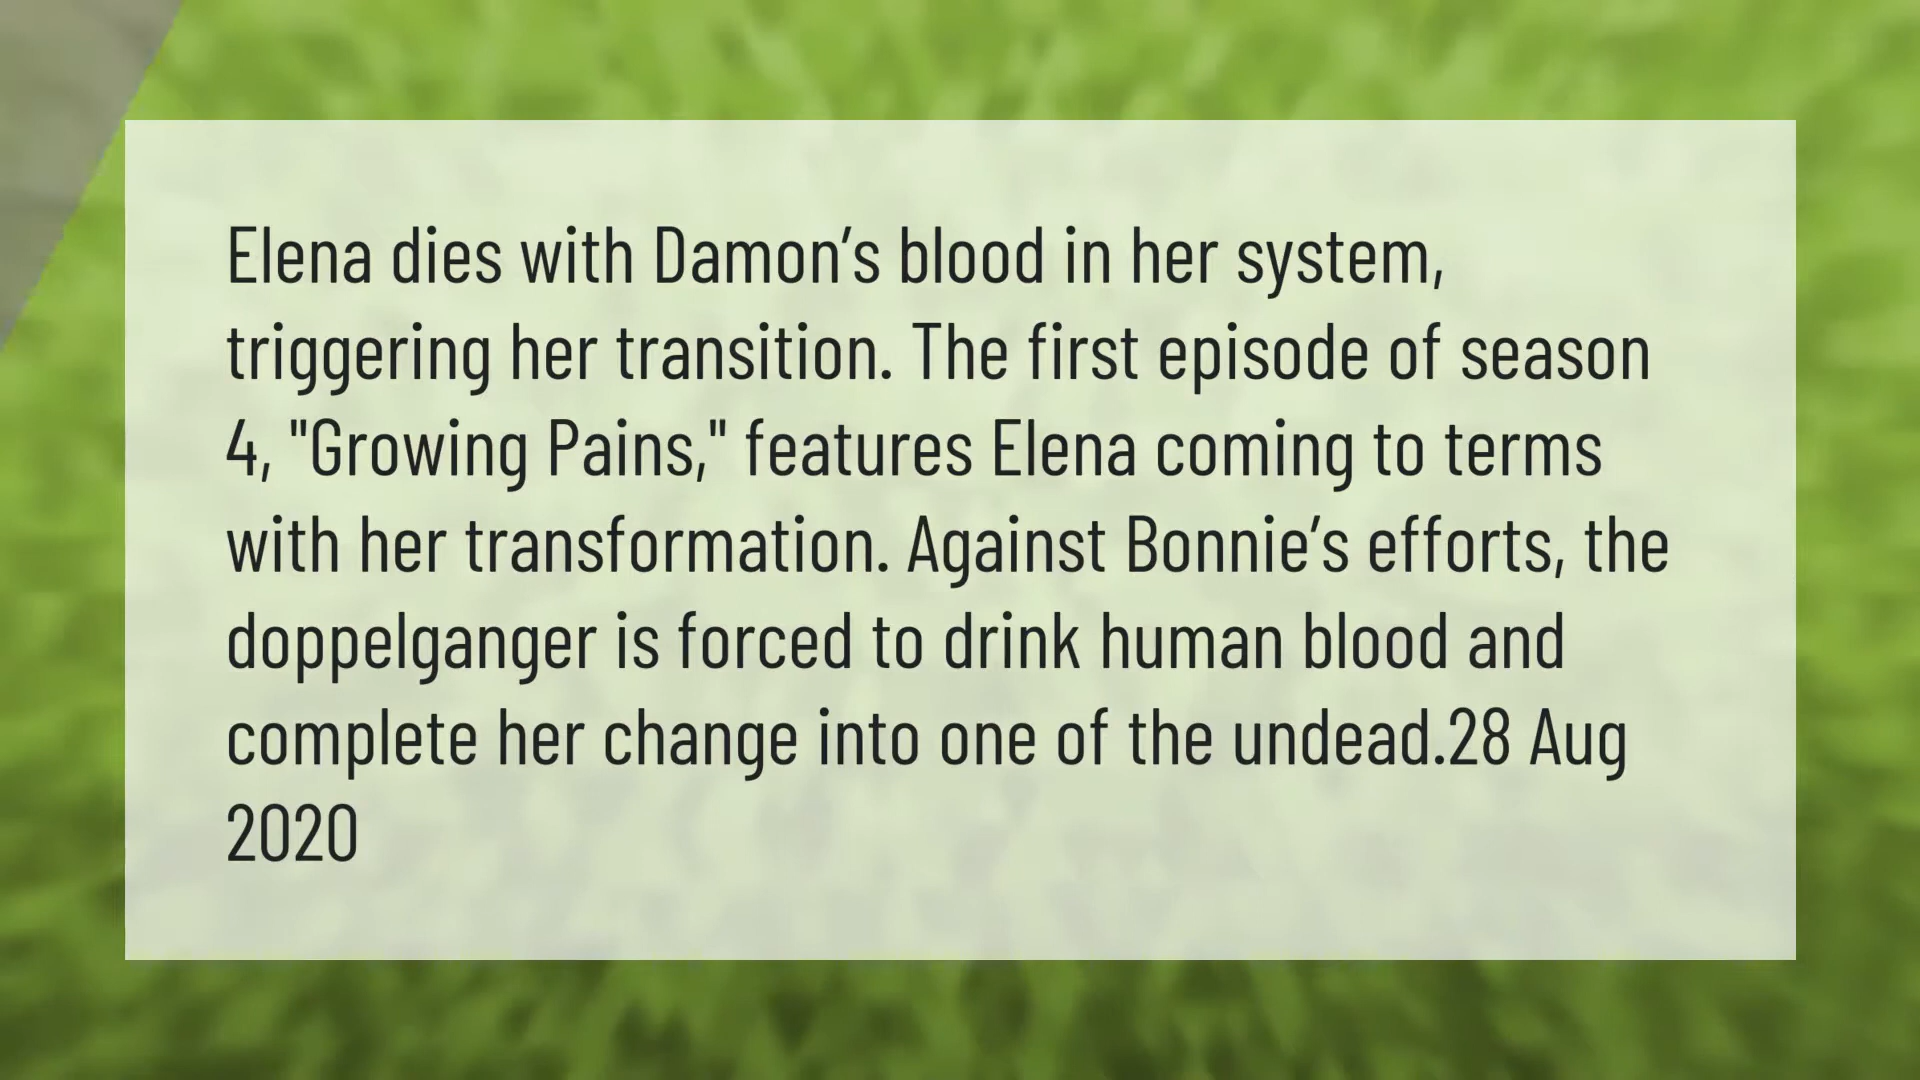 Elena dies with Damon’s blood in her system,
triggering her transition. The first episode of season
4, "Growing Pains," features Elena coming to terms
with her transformation. Against Bonnie’s efforts, the
doppelganger is forced to drink human blood and
complete her change into one of the undead.28 Aug
2020